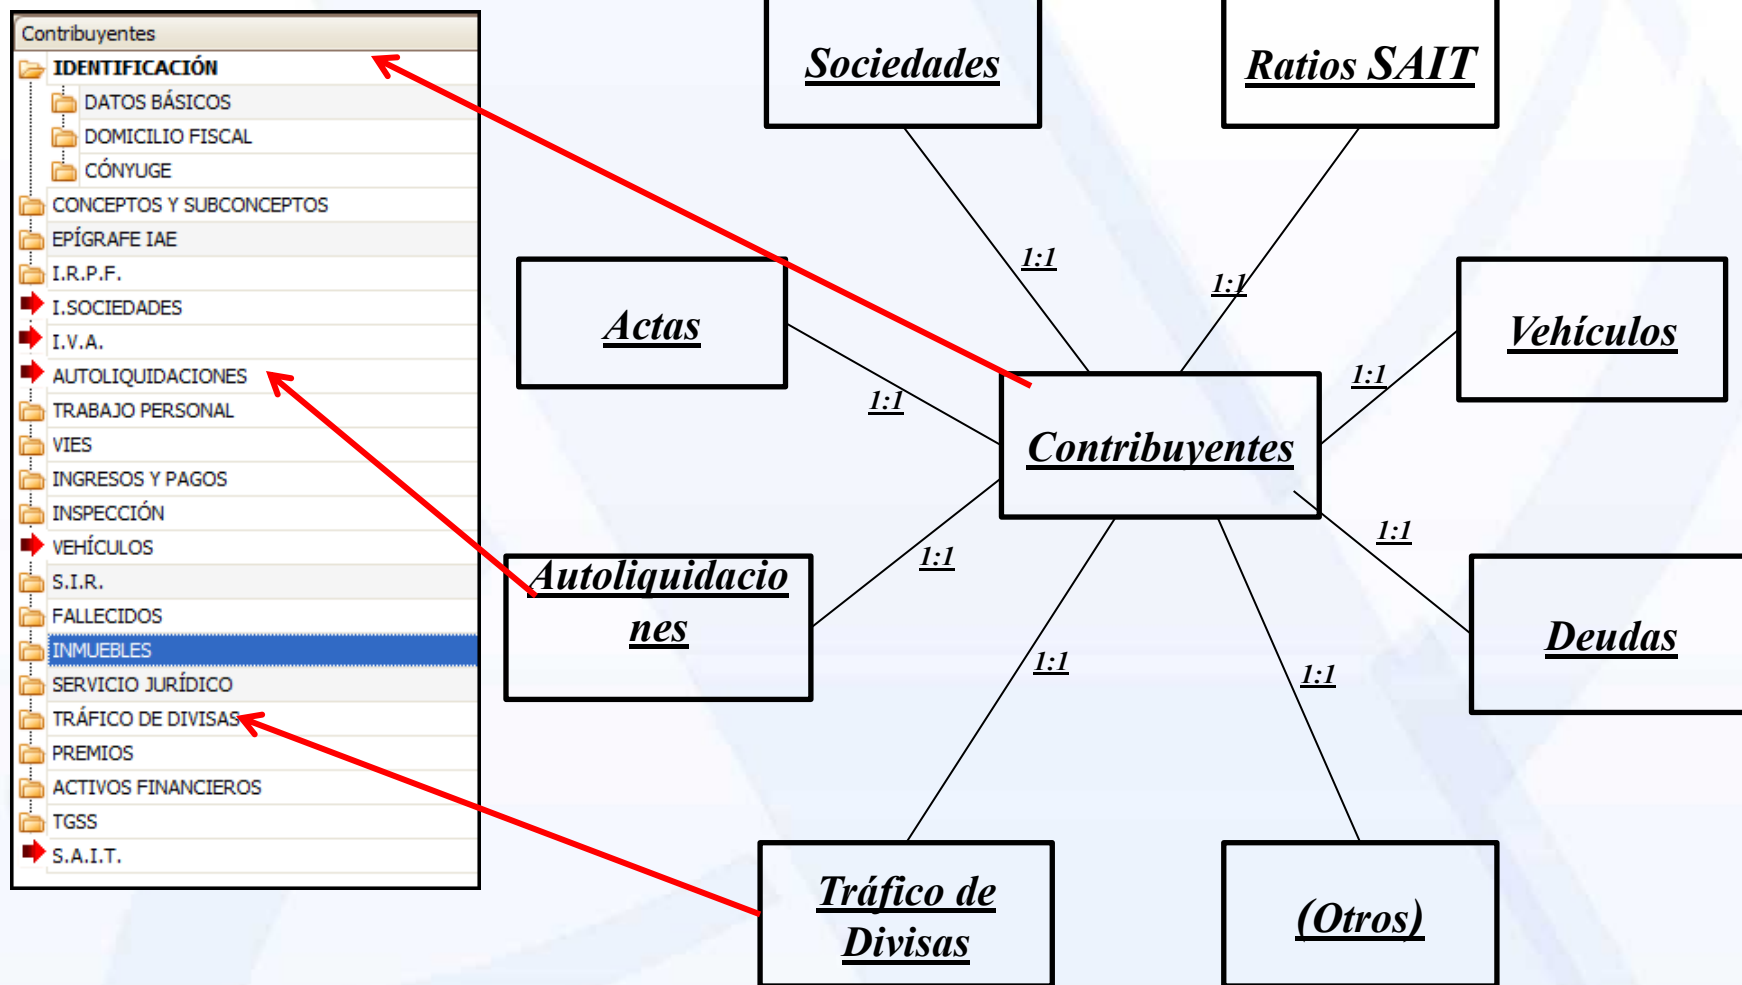 Contribuyentes
IDENTIFICACIÓN
DATOS BÁSICOS
DOMICILIO FISCAL
CÓNYUGE
CONCEPTOS Y SUBCONCEPTOS
EPÍGRAFE IAE
I.R.P.F.
I.SOCIEDADES
I.V.A.
AUTOLIQUIDACIONES
TRABAJO PERSONAL
VIES
INGRESOS Y PAGOS
INSPECCIÓN
VEHÍCULOS
S.I.R.
FALLECIDOS
INMUEBLES
SERVICIO JURÍDICO
TRÁFICO DE DIVISAS
PREMIOS
ACTIVOS FINANCIEROS
TGSS
S.A.I.T.
Sociedades
Ratios SAIT
1:1
1:1
Actas
Vehículos
1:1
1:1
Contribuyentes
1:1
1:1
Autoliquidacio
nes
Deudas
1:1
1:1
Tráfico de
Divisas
(Otros)